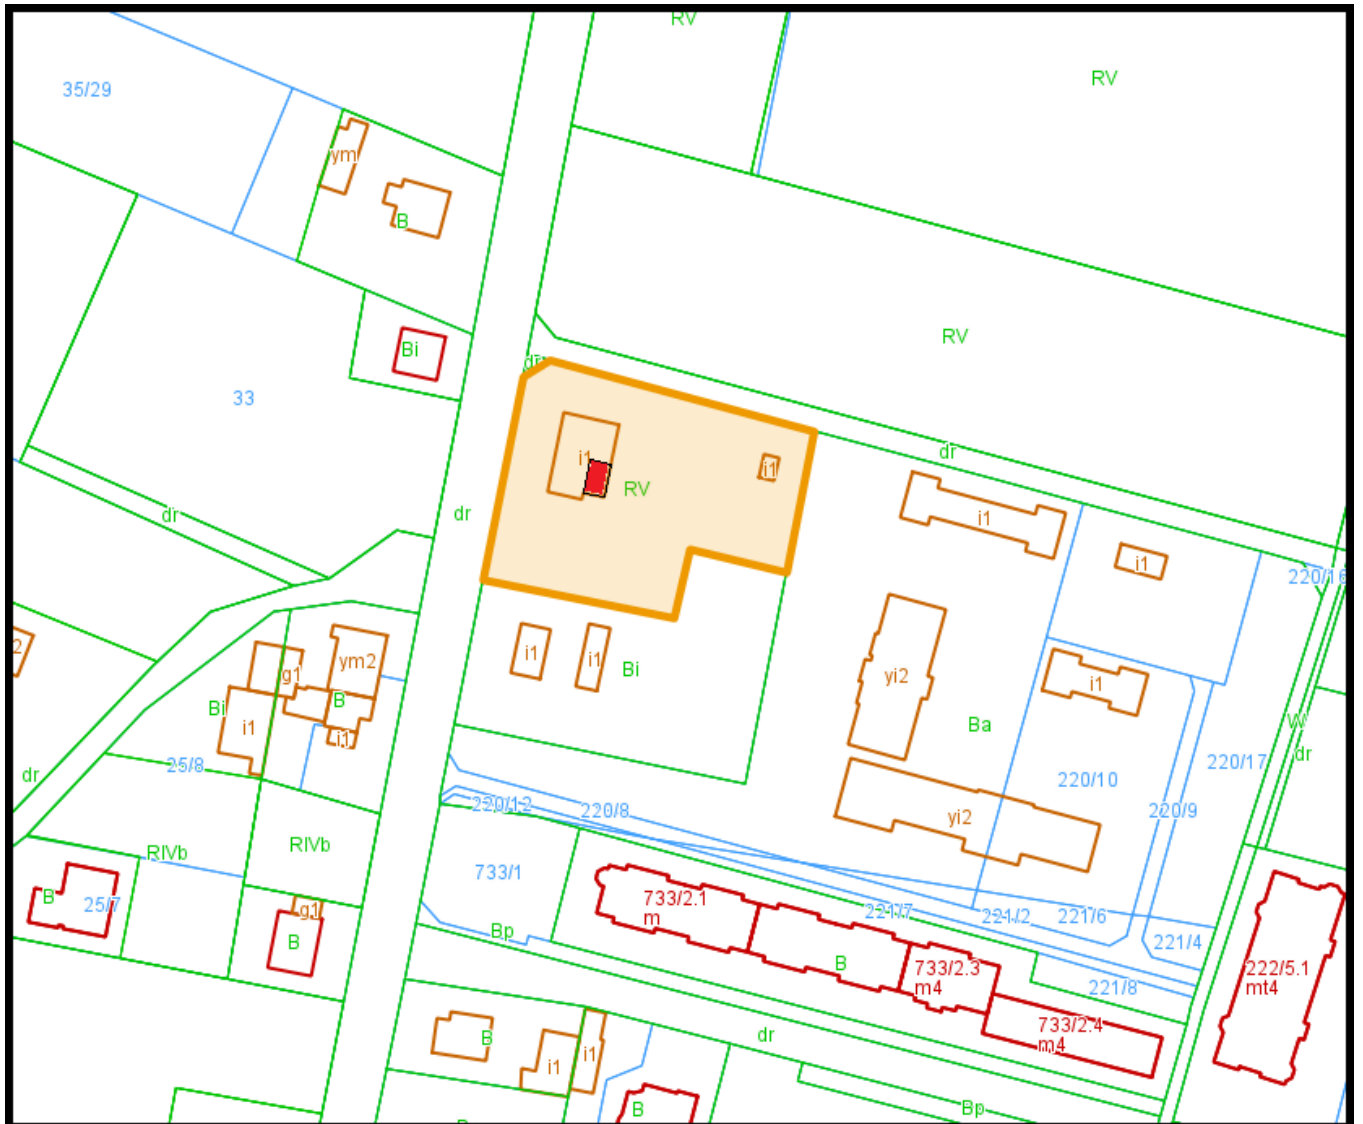 RV
RV
35/29
ym
B
RV
Bi
dr
33
dr
i1
i1
RV
dr
dr
i1
i1
220/16
2
g1
ym2
i1
i1
Bi
yi2
i1
B
Bi
i1
i1
Ba
W
dr
25/8
dr
220/17
220/10
220/12
220/8
220/9
yi2
RIVb
RIVb
733/1
B
25/7
g1
733/2.1
m
221/7
221/2
221/6
B
Bp
221/4
B
733/2.3
m4
222/5.1
mt4
221/8
733/2.4
m4
B
dr
i1
i1
B
Bp